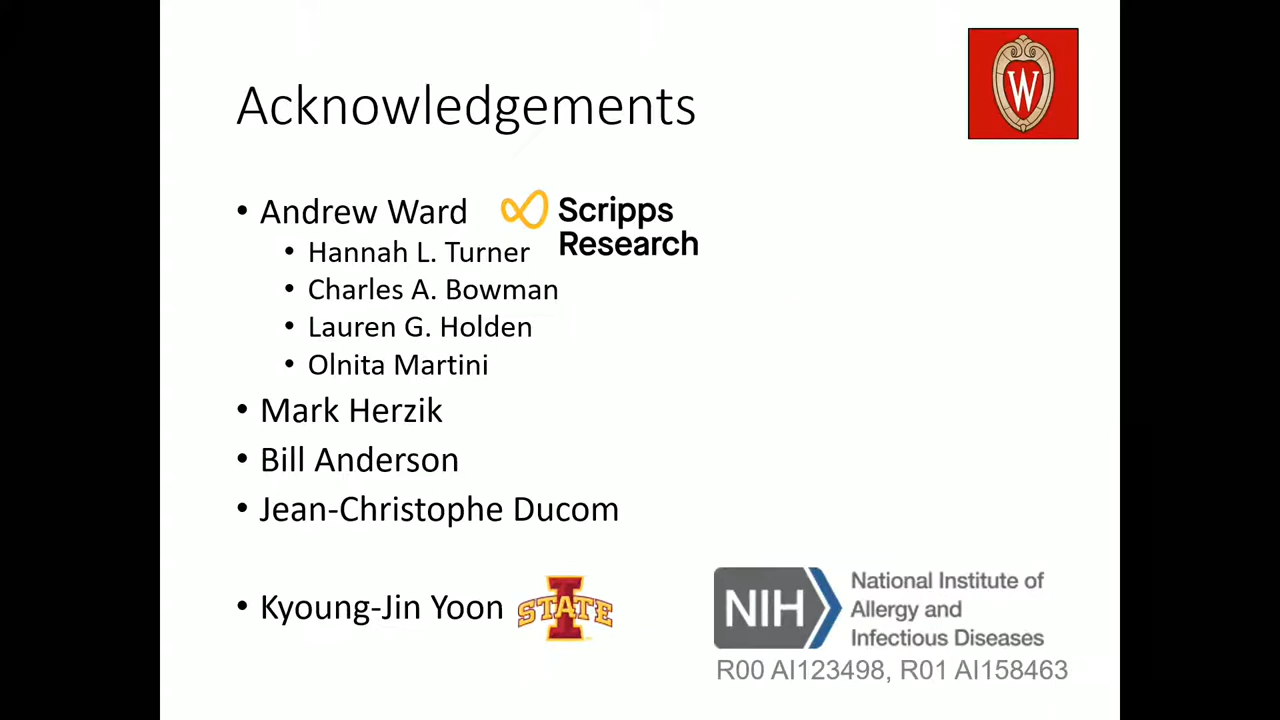 Acknowledgements
W
• Andrew Ward
Scripps
Research
• Hannah L. Turner
• Charles A. Bowman
• Lauren G. Holden
• Olnita Martini
• Mark Herzik
• Bill Anderson
• Jean-Christophe Ducom
• Kyoung-Jin Yoon
I
STATE
NIH
National Institute of
Allergy and
Infectious Diseases
R00 AI123498, R01 AI158463